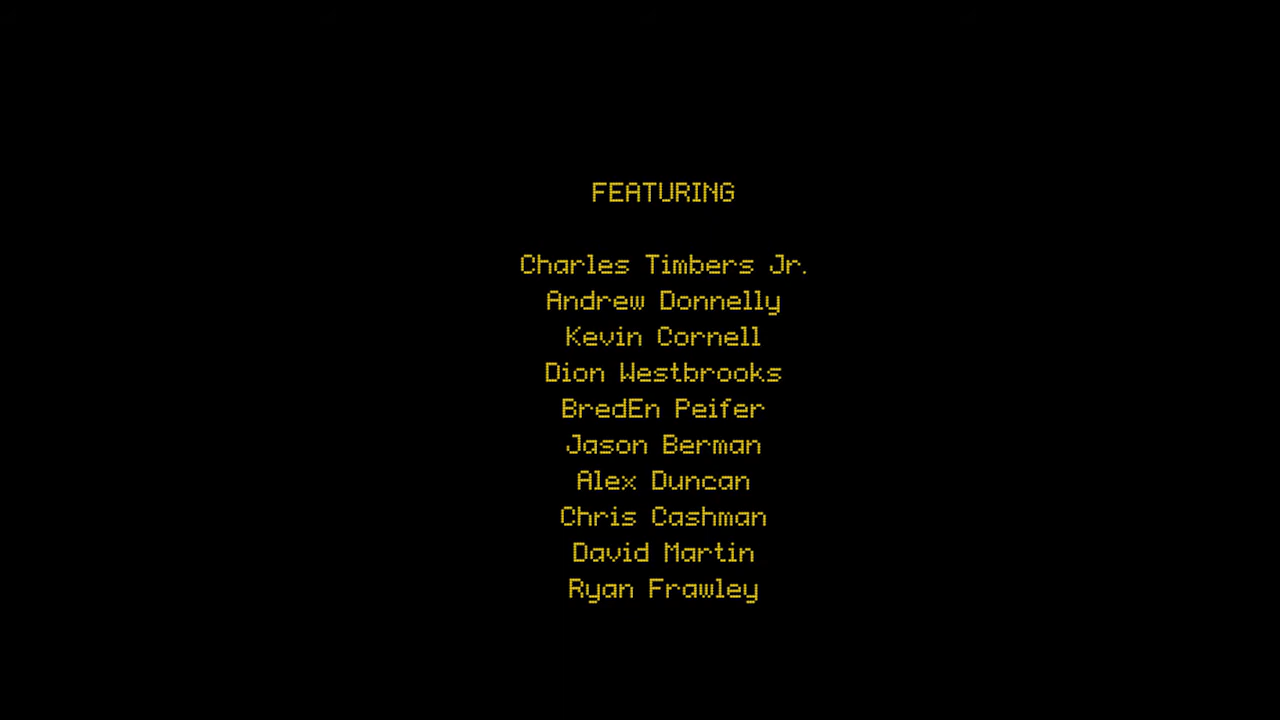 FEATURING
Charles Timbers Jr.
Andrew Donnelly
Kevin Cornell
Dion Westbrooks
BredEn Peifer
Jason Berman
Alex Duncan
Chris Cashman
David Martin
Ryan Frawley